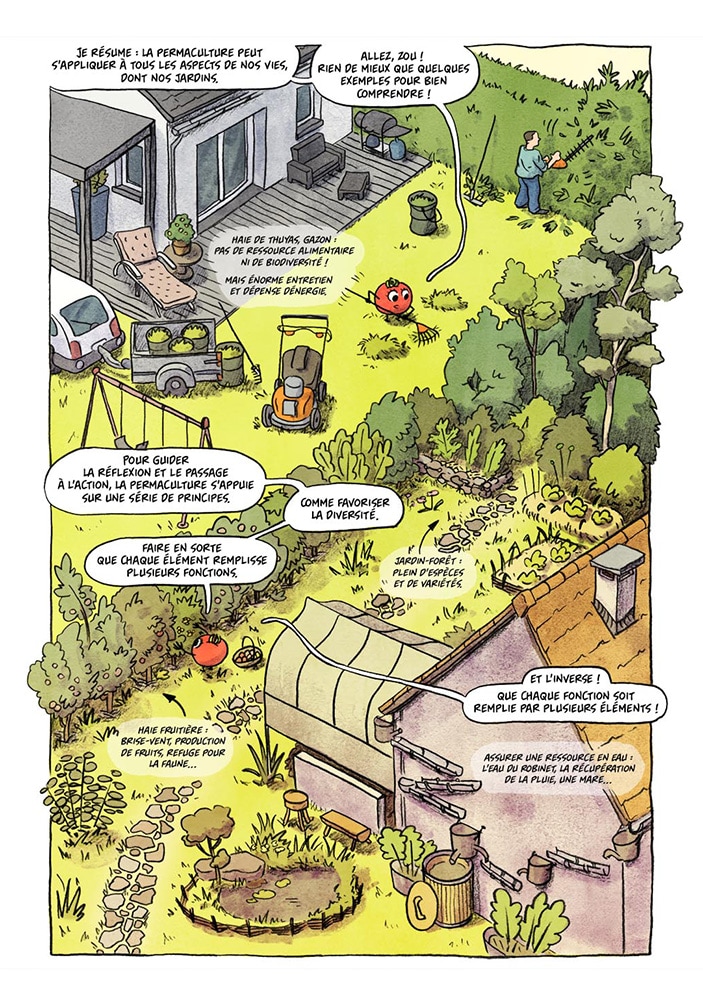 JE RÉSUME : LA PERMACULTURE PEUT
S'APPLIQUER À TOUS LES ASPECTS DE NOS VIES,
DONT NOS JARDINS.
ALLEZ, ZOU !
RIEN DE MIEUX QUE QUELQUES
EXEMPLES POUR BIEN
COMPRENDRE !
HAIE DE THUYAS, GAZON :
PAS DE RESSOURCE ALIMENTAIRE
NI DE BIODIVERSITÉ !
MAIS ÉNORME ENTRETIEN
ET DÉPENSE DÉNERGIE.
POUR GUIDER
LA RÉFLEXION ET LE PASSAGE
À L'ACTION, LA PERMACULTURE S'APPUIE
SUR UNE SÉRIE DE PRINCIPES.
COMME FAVORISER
LA DIVERSITÉ.
FAIRE EN SORTE
QUE CHAQUE ÉLÉMENT REMPLISSE
PLUSIEURS FONCTIONS.
JARDIN-FORÊT :
PLEIN D'ESPÈCES
ET DE VARIÉTÉS.
ET L'INVERSE !
QUE CHAQUE FONCTION SOIT
REMPLIE PAR PLUSIEURS ÉLÉMENTS !
HAIE FRUITIÈRE :
BRISE-VENT, PRODUCTION
DE FRUITS, REFUGE POUR
LA FAUNE...
ASSURER UNE RESSOURCE EN EAU :
L'EAU DU ROBINET, LA RÉCUPÉRATION
DE LA PLUIE, UNE MARE...